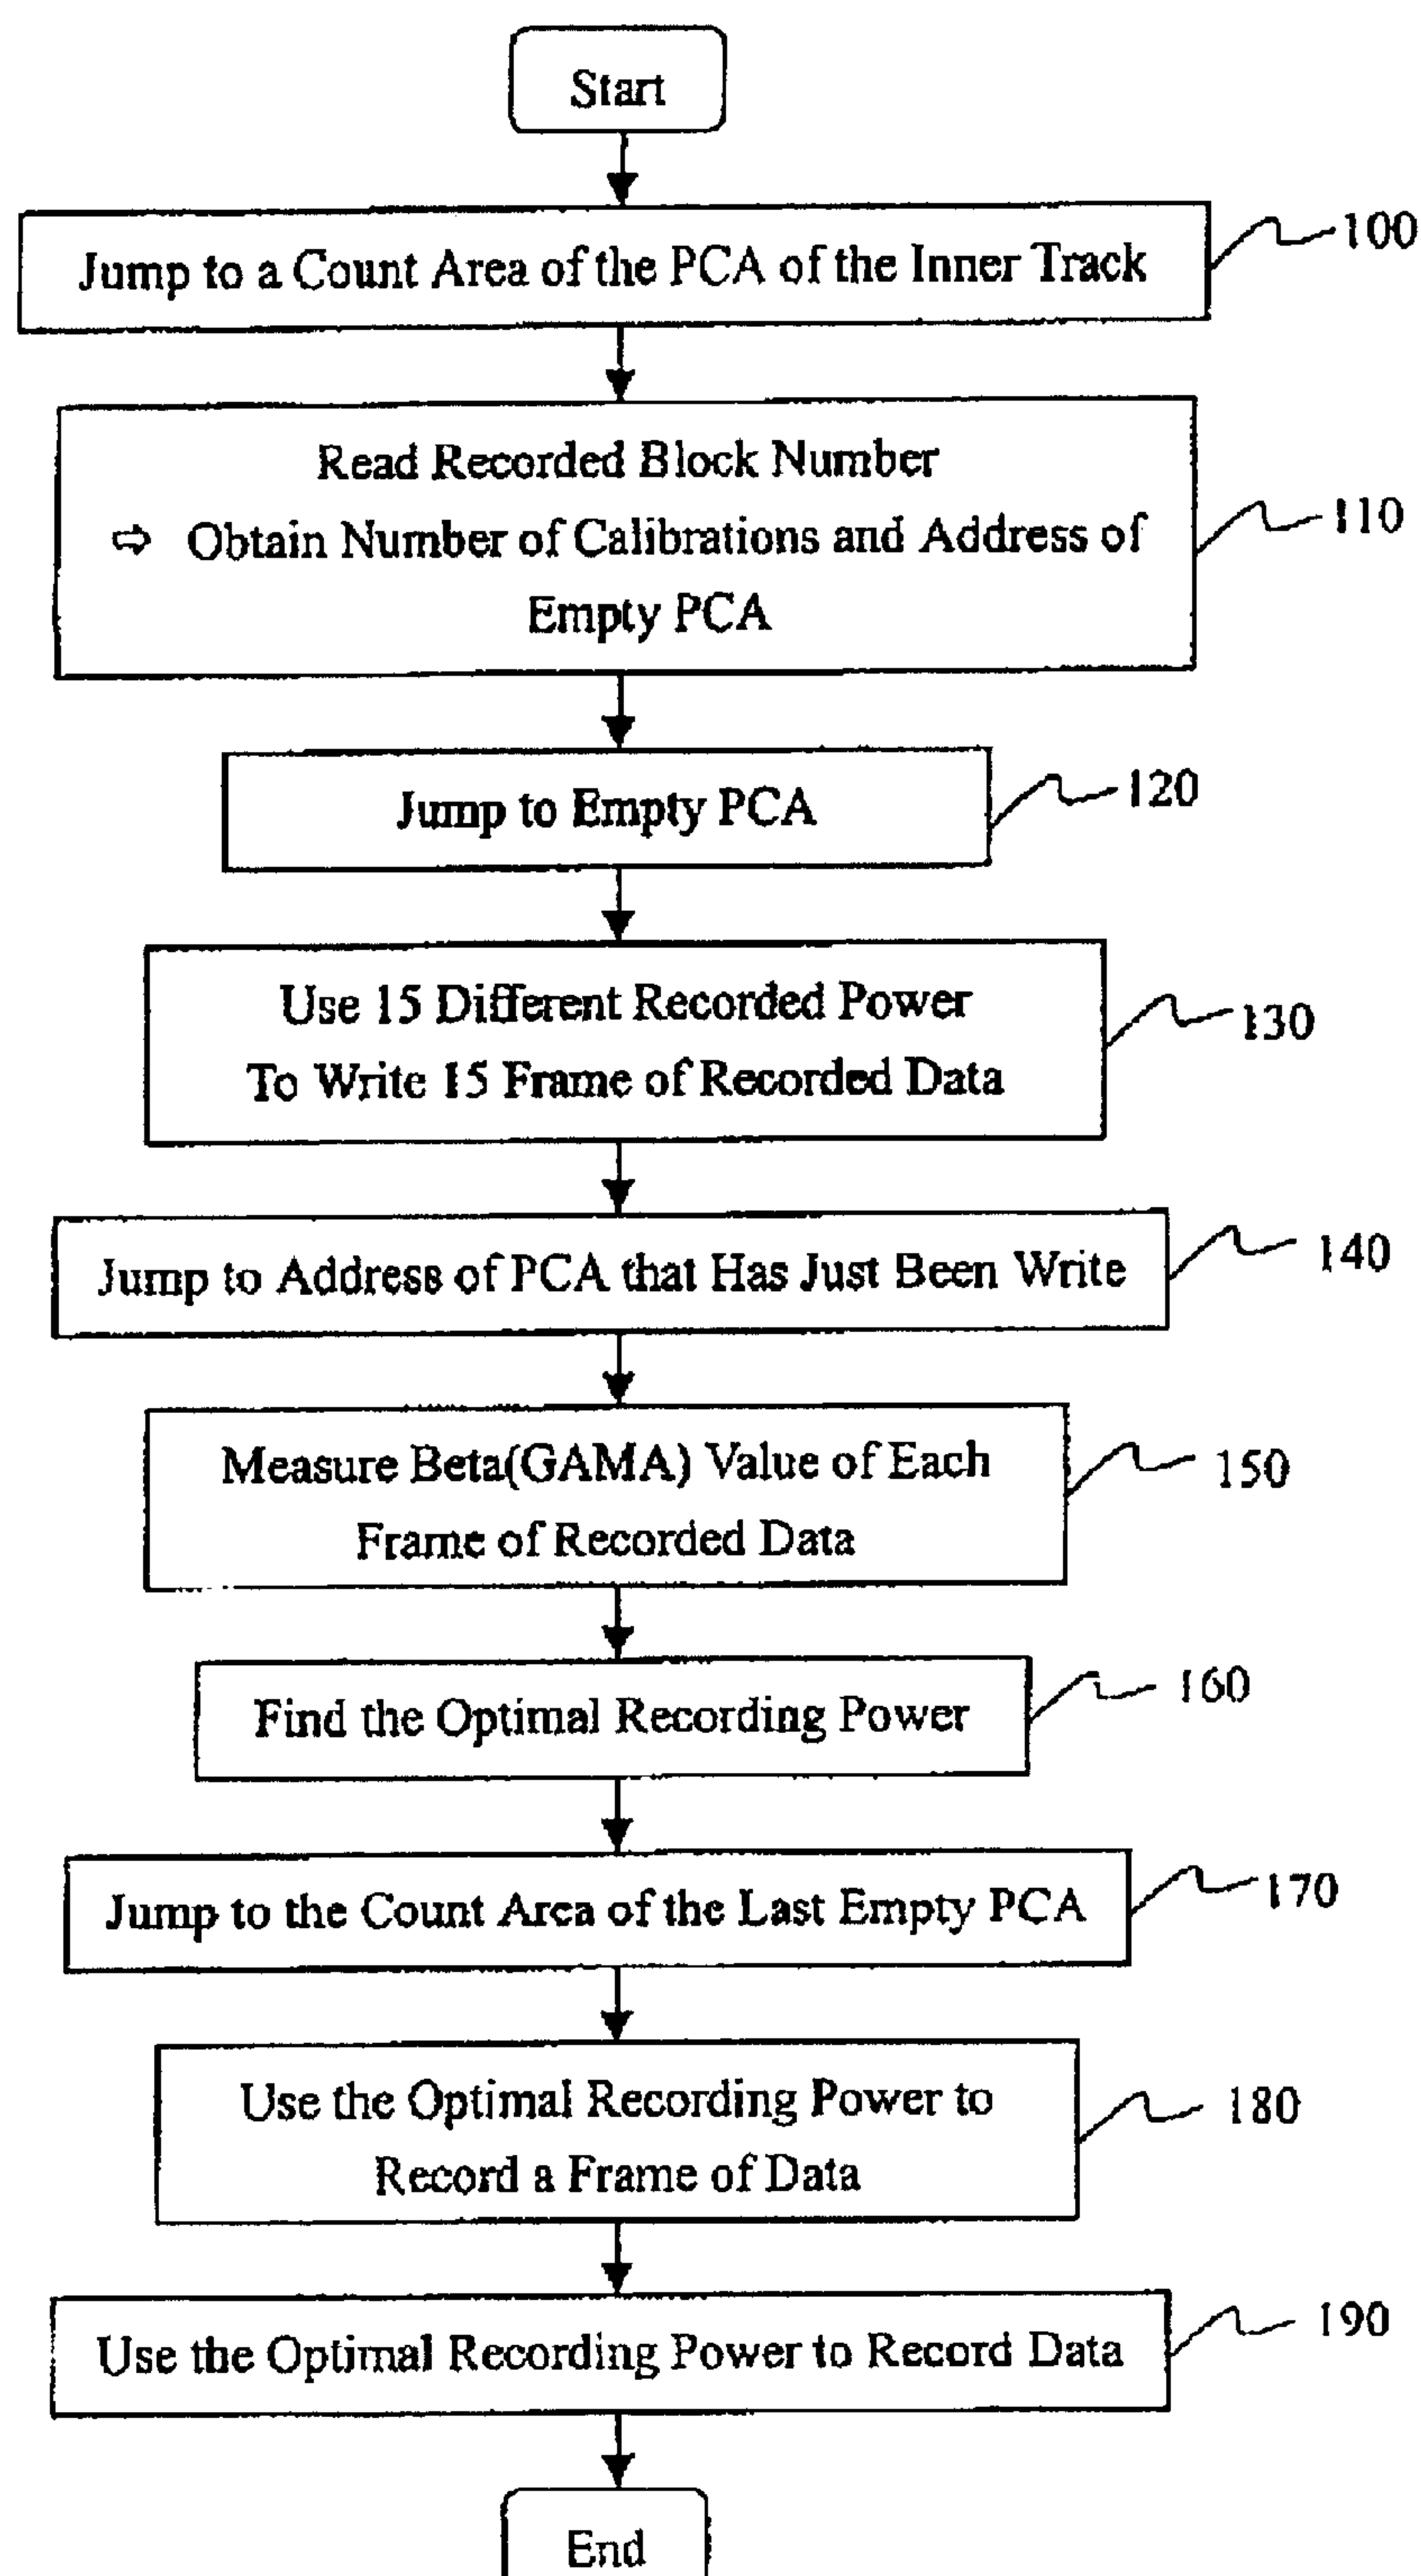 Start
Jump to a Count Area of the PCA of the Inner Track
100
Read Recorded Block Number
⇨ Obtain Number of Calibrations and Address of
Empty PCA
110
Jump to Empty PCA
120
Use 15 Different Recorded Power
To Write 15 Frame of Recorded Data
130
Jump to Address of PCA that Has Just Been Write
140
Measure Beta(GAMA) Value of Each
Frame of Recorded Data
150
Find the Optimal Recording Power
160
Jump to the Count Area of the Last Empty PCA
170
Use the Optimal Recording Power to
Record a Frame of Data
180
Use the Optimal Recording Power to Record Data
190
End